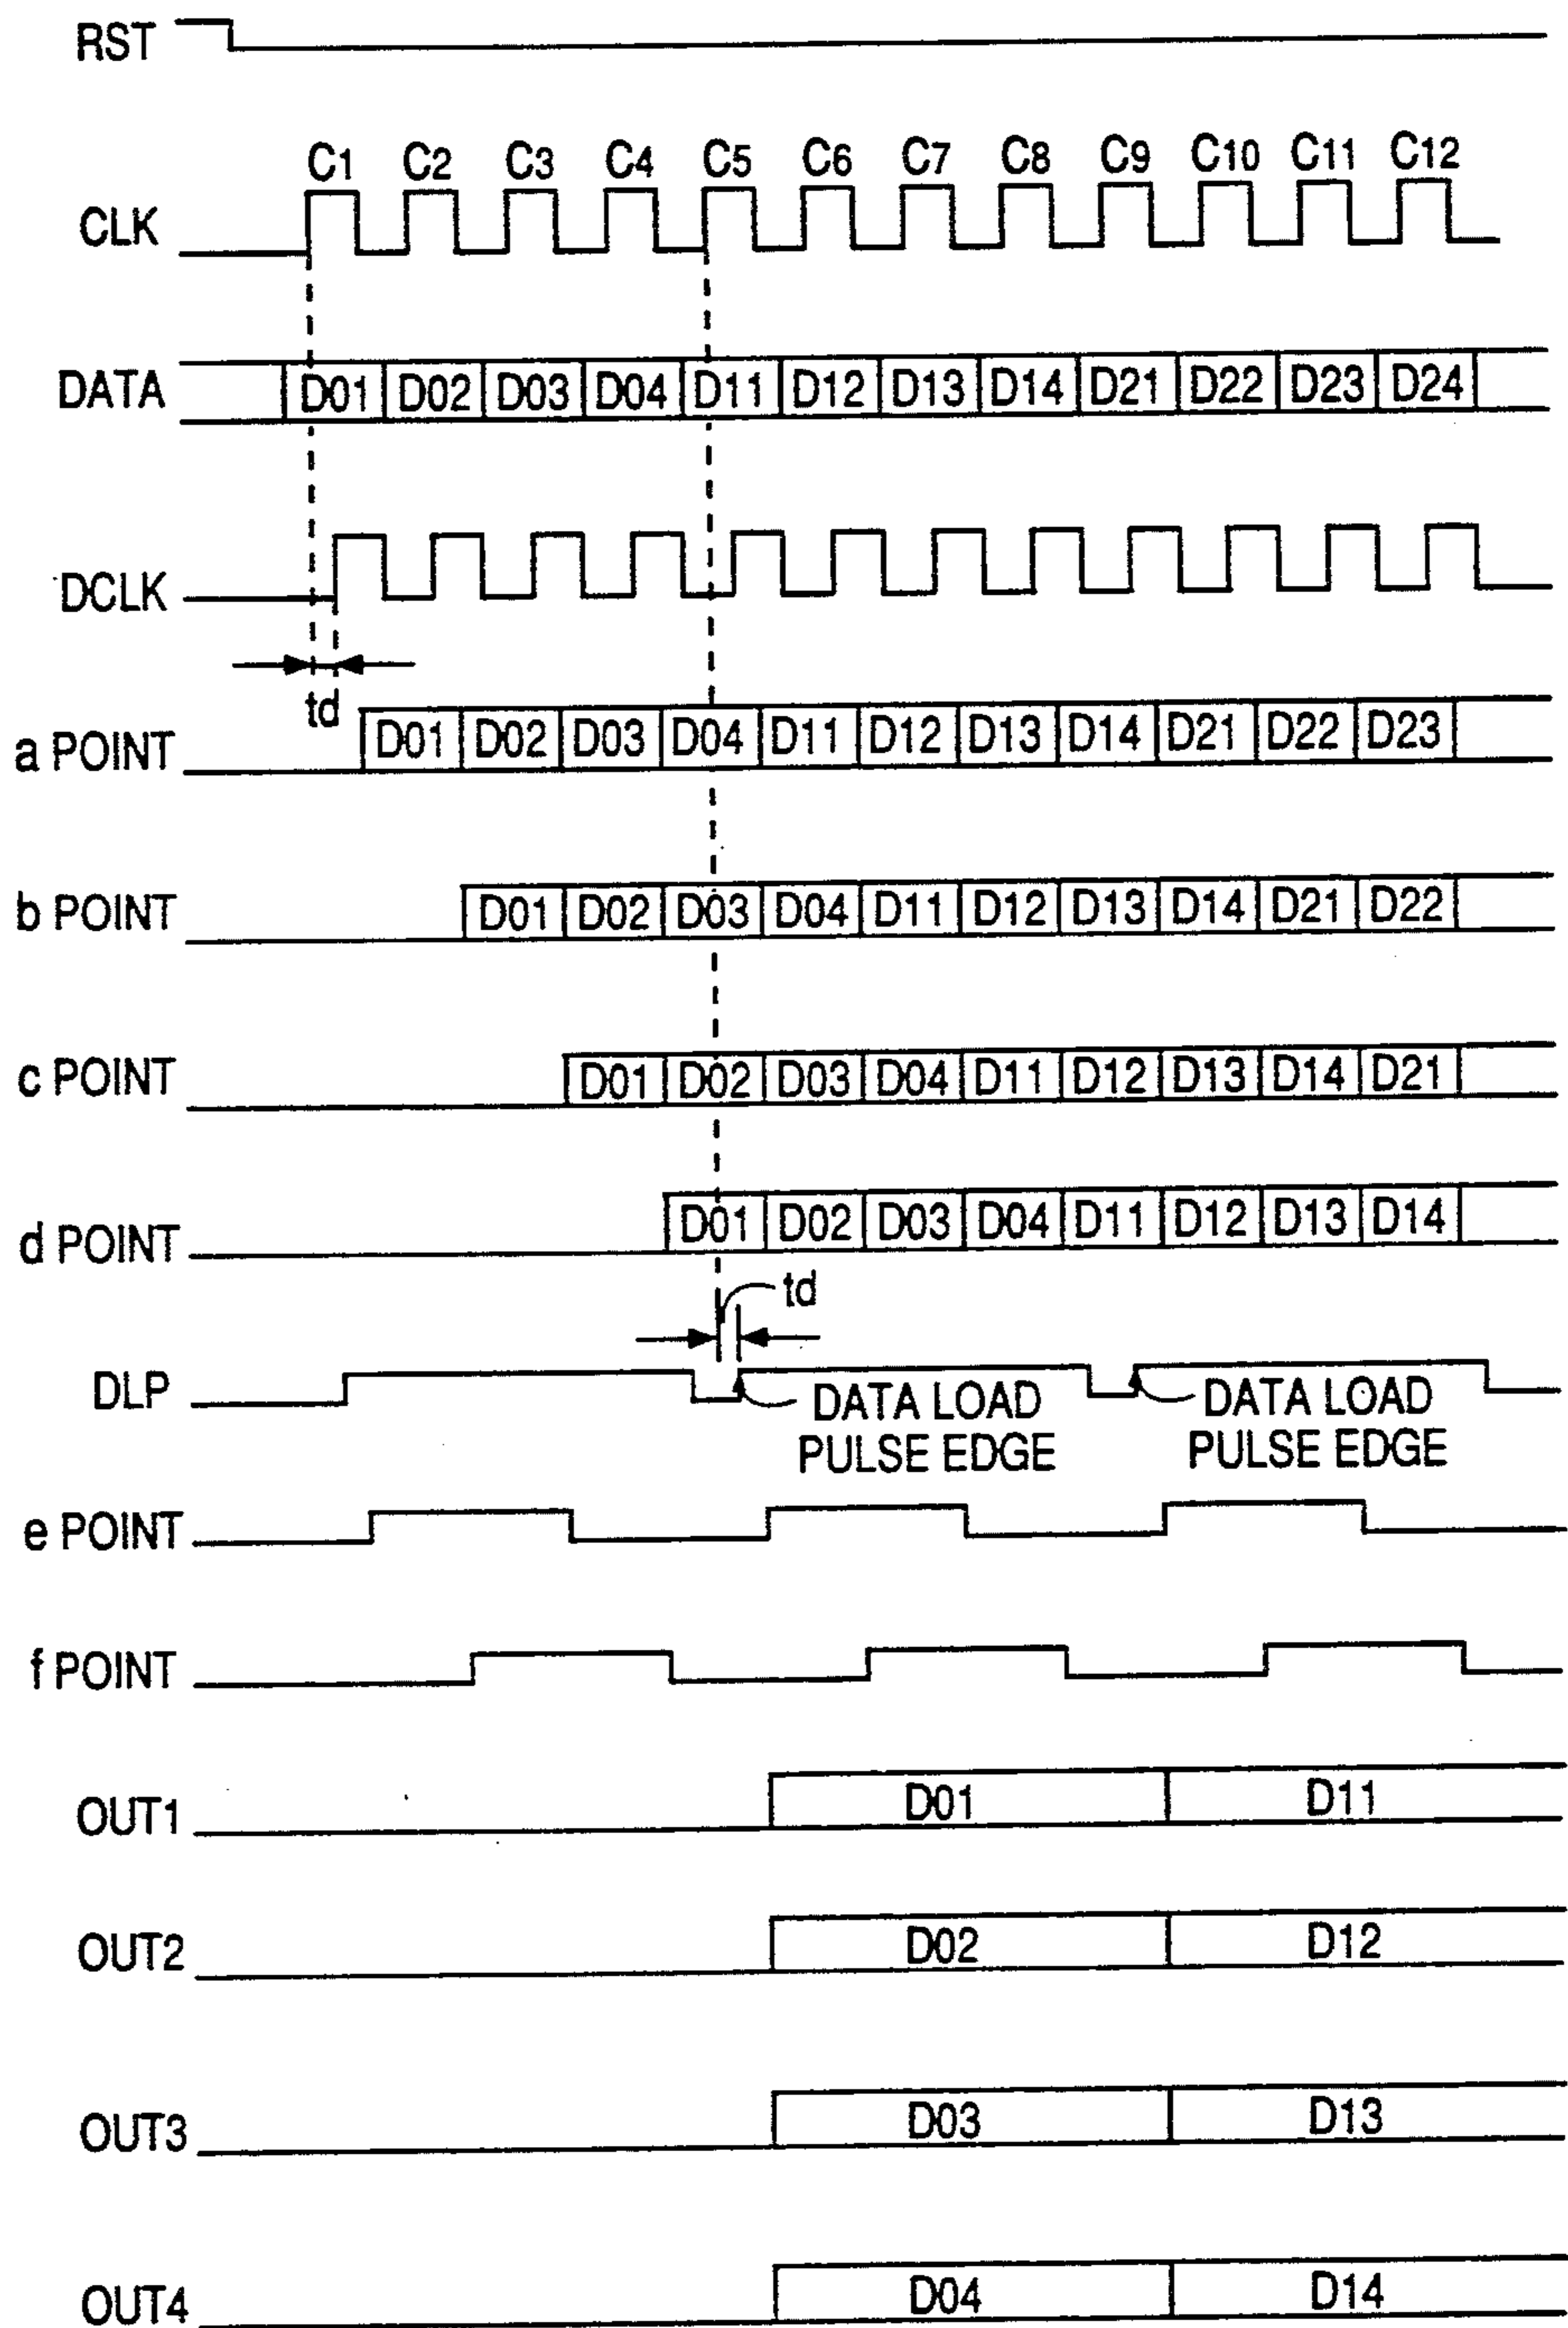 RST
C1 C2 C3 C4 C5 C6 C7 C8 C9 C10 C11 C12
CLK
DATA D01 D02 D03 D04 D11 D12 D13 D14 D21 D22 D23 D24
DCLK
td
a POINT D01 D02 D03 D04 D11 D12 D13 D14 D21 D22 D23
b POINT D01 D02 D03 D04 D11 D12 D13 D14 D21 D22
c POINT D01 D02 D03 D04 D11 D12 D13 D14 D21
d POINT D01 D02 D03 D04 D11 D12 D13 D14
td
DLP
DATA LOAD DATA LOAD
PULSE EDGE PULSE EDGE
e POINT
f POINT
OUT1 D01 D11
OUT2 D02 D12
OUT3 D03 D13
OUT4 D04 D14